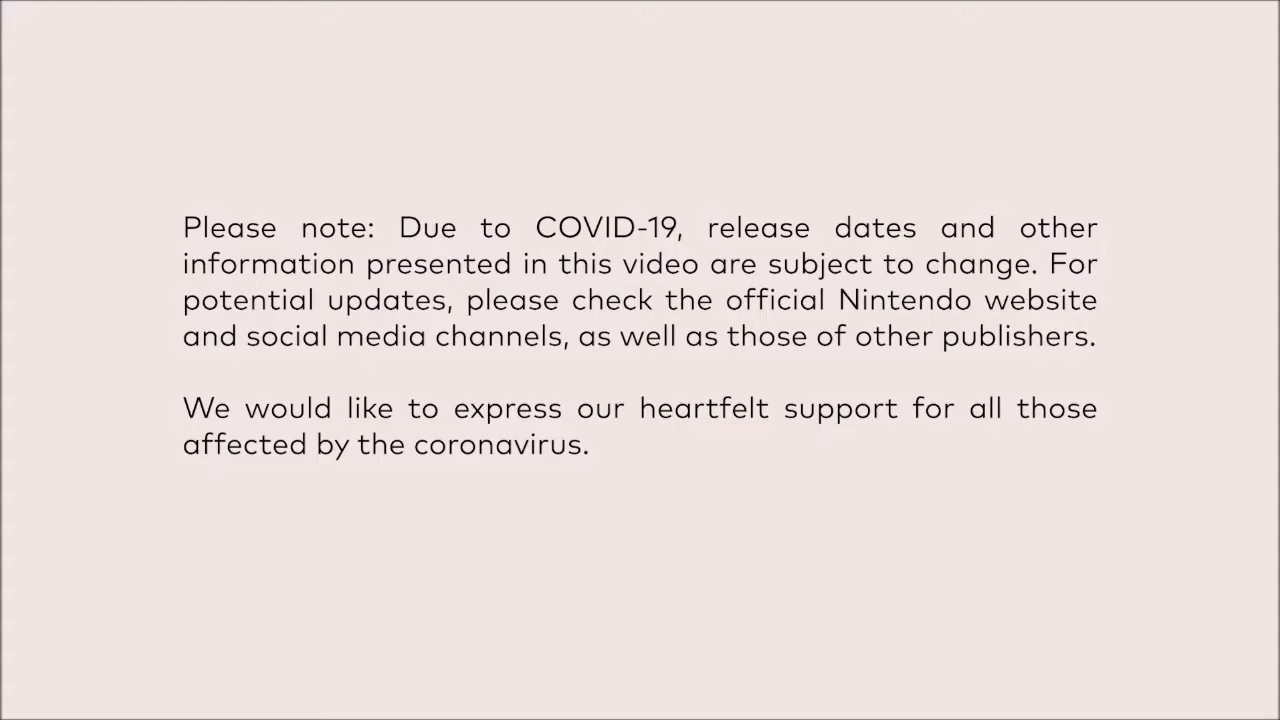 Please note: Due to COVID-19, release dates and other
information presented in this video are subject to change. For
potential updates, please check the official Nintendo website
and social media channels, as well as those of other publishers.
We would like to express our heartfelt support for all those
affected by the coronavirus.